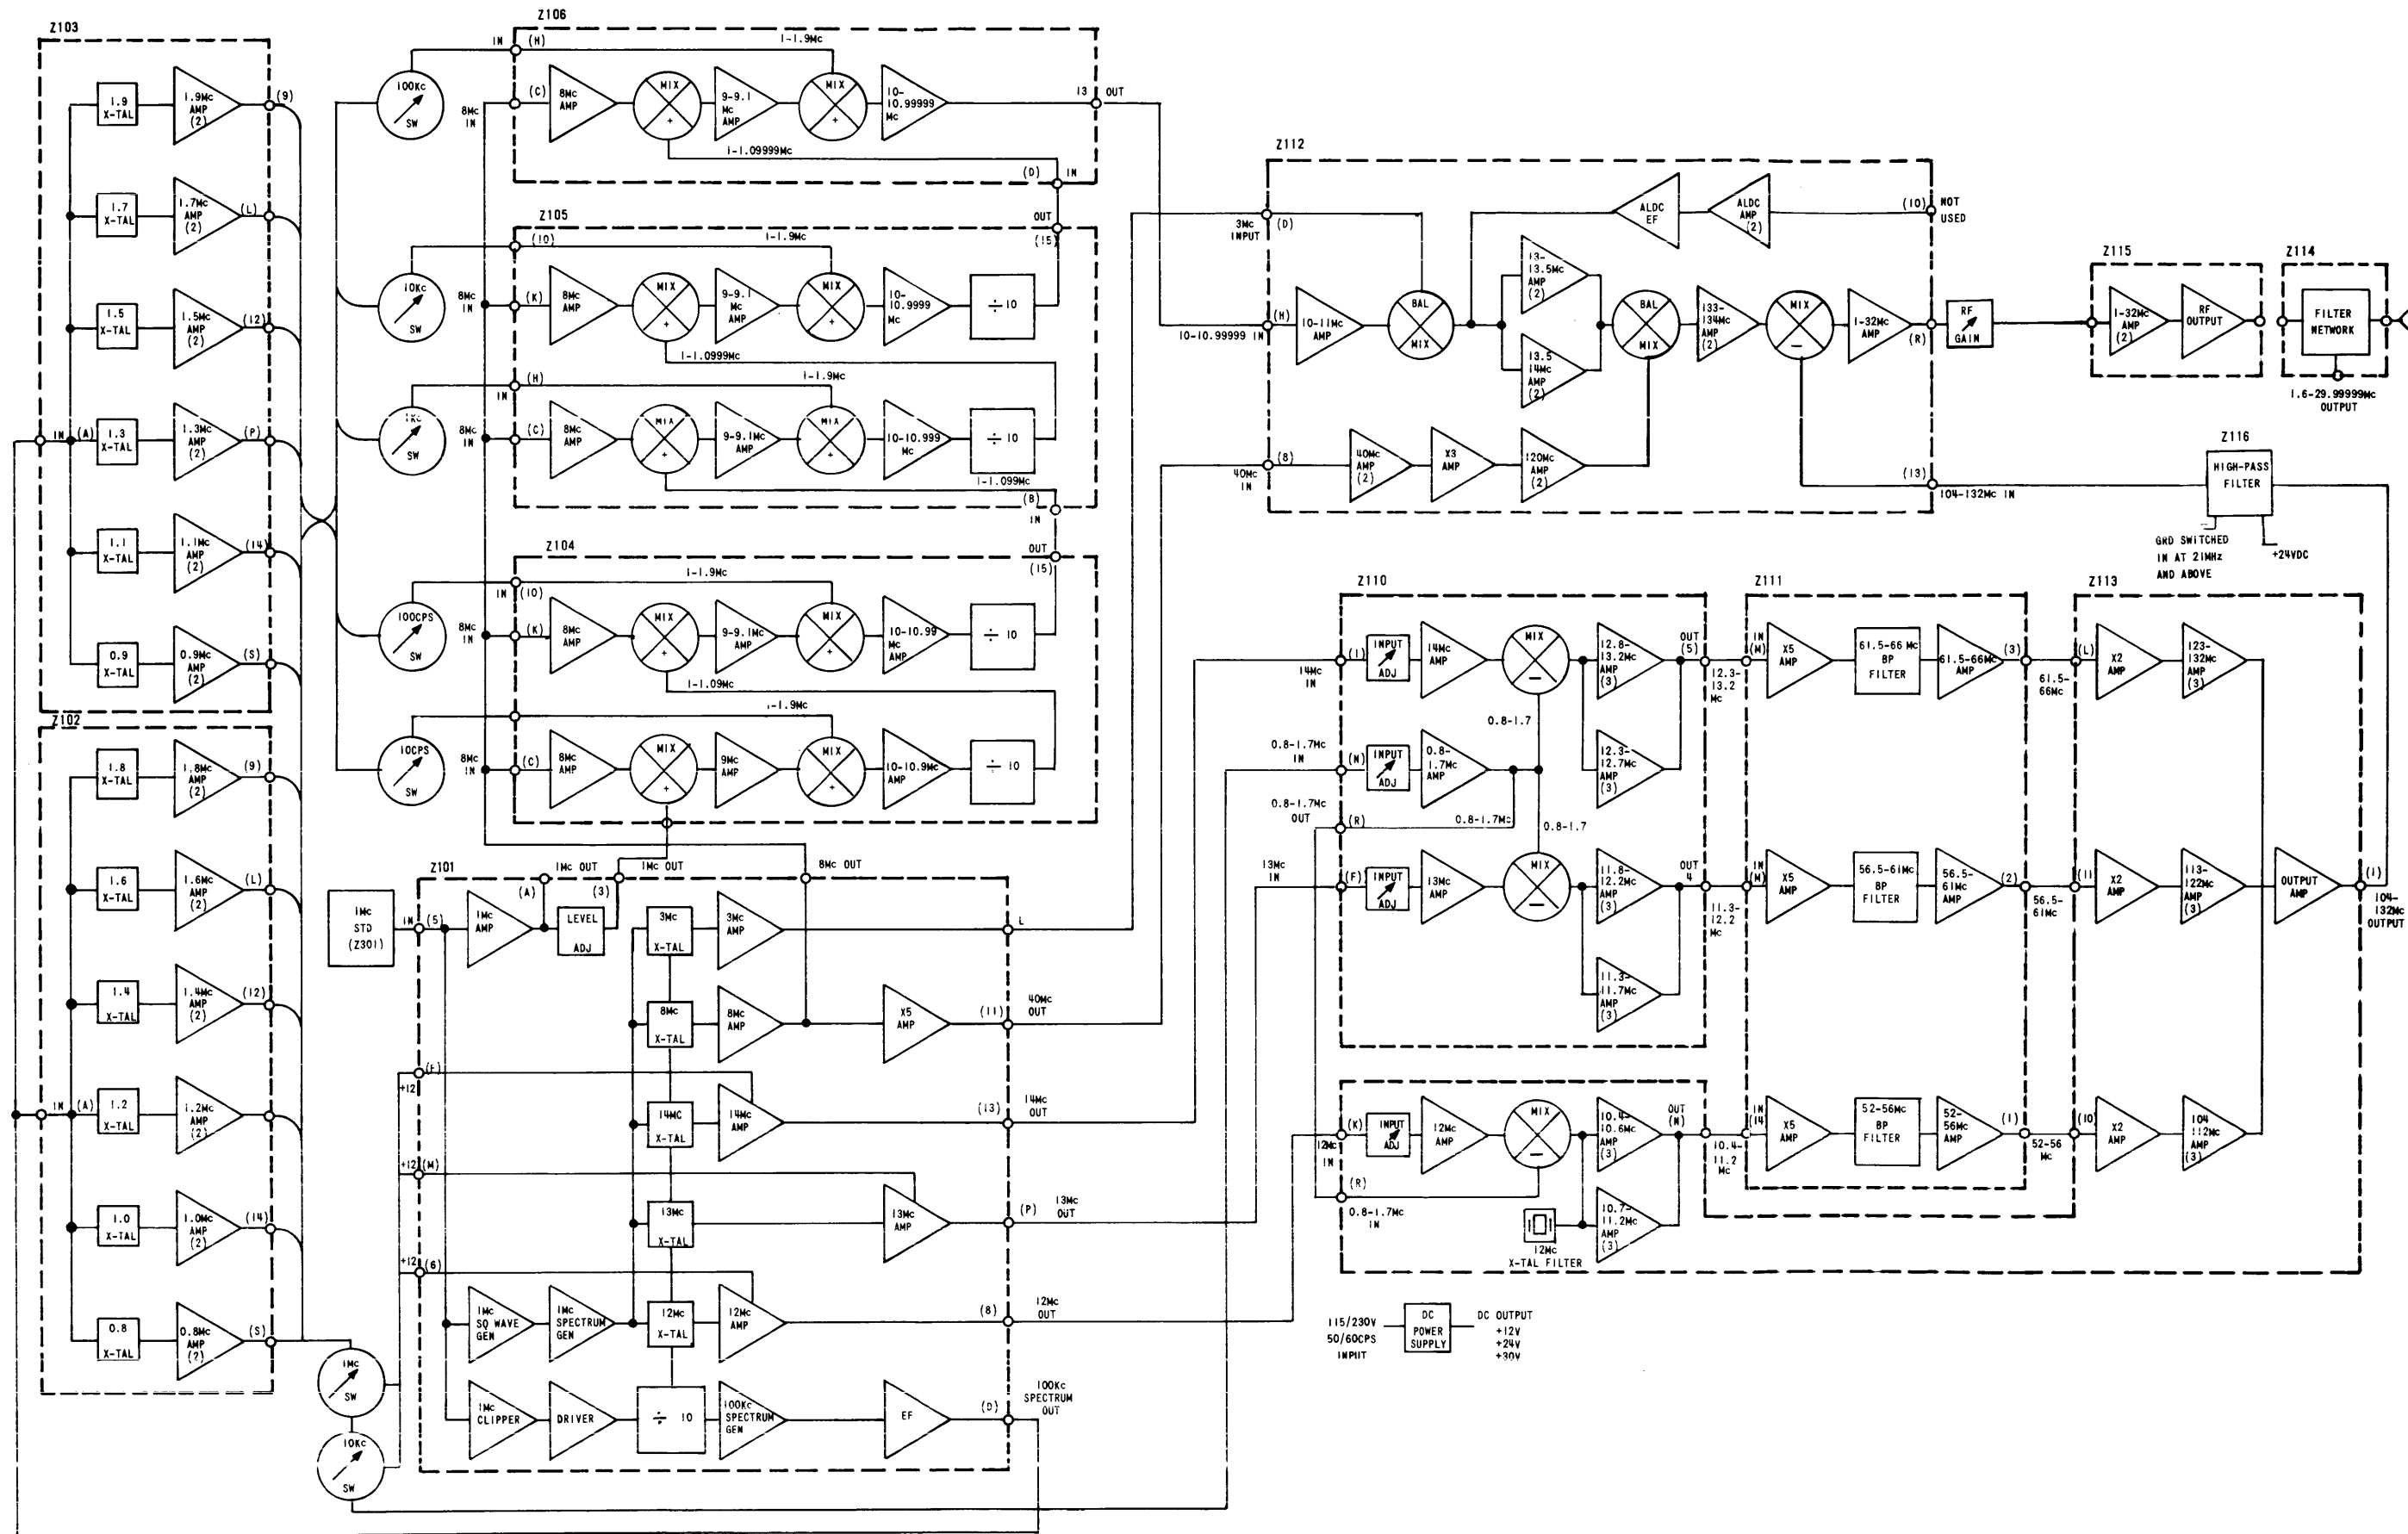 Z103
1.9
X-TAL
1.9Mc
AMP
(2)
(9)
1.7
X-TAL
1.7Mc
AMP
(2)
(L)
1.5
X-TAL
1.5Mc
AMP
(2)
(12)
IN
(A)
1.3
X-TAL
1.3Mc
AMP
(2)
(P)
1.1
X-TAL
1.1Mc
AMP
(2)
(14)
0.9
X-TAL
0.9Mc
AMP
(2)
(S)
Z102
1.8
X-TAL
1.8Mc
AMP
(2)
(9)
1.6
X-TAL
1.6Mc
AMP
(2)
(L)
1.4
X-TAL
1.4Mc
AMP
(2)
(12)
IN
(A)
1.2
X-TAL
1.2Mc
AMP
(2)
1.0
X-TAL
1.0Mc
AMP
(2)
(14)
0.8
X-TAL
0.8Mc
AMP
(2)
(S)
100Kc
SW
10Kc
SW
1Kc
SW
100CPS
SW
10CPS
SW
1Mc
SW
10Kc
SW
Z106
IN
(H)
1-1.9Mc
8Mc
IN
(C)
8Mc
AMP
MIX
+
9-9.1
Mc
AMP
MIX
+
10-
10.99999
Mc
13
OUT
1-1.09999Mc
(D)
IN
Z105
OUT
(15)
(10)
1-1.9Mc
8Mc
IN
(K)
8Mc
AMP
MIX
+
9-9.1
Mc
AMP
MIX
+
10-
10.9999
Mc
÷ 10
1-1.0999Mc
(H)
IN
1-1.9Mc
8Mc
IN
(C)
8Mc
AMP
MIX
+
9-9.1Mc
AMP
MIX
+
10-10.999
Mc
÷ 10
1-1.099Mc
(B)
IN
Z104
OUT
(15)
IN
(10)
1-1.9Mc
8Mc
IN
(K)
8Mc
AMP
MIX
+
9-9.1Mc
AMP
MIX
+
10-10.99
Mc
AMP
÷ 10
1-1.09Mc
1-1.9Mc
8Mc
IN
(C)
8Mc
AMP
MIX
+
9Mc
AMP
MIX
+
10-10.9Mc
AMP
÷ 10
Z101
1Mc OUT
(A)
1Mc OUT
(3)
8Mc OUT
1Mc
STD
(Z301)
IN
(5)
1Mc
AMP
LEVEL
ADJ
3Mc
X-TAL
3Mc
AMP
L
8Mc
X-TAL
8Mc
AMP
X5
AMP
(11)
40Mc
OUT
+12
(F)
14MC
X-TAL
14Mc
AMP
(13)
14Mc
OUT
+12
(M)
13Mc
X-TAL
13Mc
AMP
(P)
13Mc
OUT
+12
(6)
1Mc
SQ WAVE
GEN
1Mc
SPECTRUM
GEN
12Mc
X-TAL
12Mc
AMP
(8)
12Mc
OUT
1Mc
CLIPPER
DRIVER
÷ 10
100Kc
SPECTRUM
GEN
EF
(D)
100Kc
SPECTRUM
OUT
Z112
3Mc
INPUT
(D)
ALDC
EF
ALDC
AMP
(2)
(10)
NOT
USED
(H)
10-10.99999 IN
10-11Mc
AMP
BAL
MIX
13-
13.5Mc
AMP
(2)
13.5
14Mc
AMP
(2)
BAL
MIX
133-
134Mc
AMP
(2)
MIX
-
1-32Mc
AMP
(R)
(8)
40Mc
IN
40Mc
AMP
(2)
X3
AMP
120Mc
AMP
(2)
(13)
104-132Mc IN
RF
GAIN
Z115
1-32Mc
AMP
(2)
RF
OUTPUT
Z114
FILTER
NETWORK
1.6-29.99999Mc
OUTPUT
Z116
HIGH-PASS
FILTER
GRD SWITCHED
IN AT 21MHz
AND ABOVE
+24VDC
Z110
14Mc
IN
(I)
INPUT
ADJ
14Mc
AMP
MIX
-
12.8-
13.2Mc
AMP
(3)
OUT
(5)
12.3-
13.2
Mc
0.8-1.7
0.8-1.7Mc
IN
(N)
INPUT
ADJ
0.8-
1.7Mc
AMP
12.3-
12.7Mc
AMP
(3)
0.8-1.7Mc
OUT
(R)
0.8-1.7Mc
0.8-1.7
13Mc
IN
(F)
INPUT
ADJ
13Mc
AMP
MIX
-
11.8-
12.2Mc
AMP
(3)
OUT
4
11.3-
12.2
Mc
11.3-
11.7Mc
AMP
(3)
12Mc
IN
(K)
INPUT
ADJ
12Mc
AMP
MIX
-
10.4-
10.6Mc
AMP
(3)
OUT
(N)
10.4-
11.2
Mc
(R)
0.8-1.7Mc
IN
12Mc
X-TAL FILTER
10.7-
11.2Mc
AMP
(3)
Z111
IN
(M)
X5
AMP
61.5-66 Mc
BP
FILTER
61.5-66Mc
AMP
(3)
61.5-
66Mc
IN
(M)
X5
AMP
56.5-61Mc
BP
FILTER
56.5-
61Mc
AMP
(2)
56.5-
61Mc
IN
(14
X5
AMP
52-56Mc
BP
FILTER
52-
56Mc
AMP
(1)
52-56
Mc
Z113
(L)
X2
AMP
123-
132Mc
AMP
(3)
(11)
X2
AMP
113-
122Mc
AMP
(3)
OUTPUT
AMP
(1)
104-
132Mc
OUTPUT
(10)
X2
AMP
104
112Mc
AMP
(3)
115/230V
50/60CPS
INPUT
DC
POWER
SUPPLY
DC OUTPUT
+12V
+24V
+30V